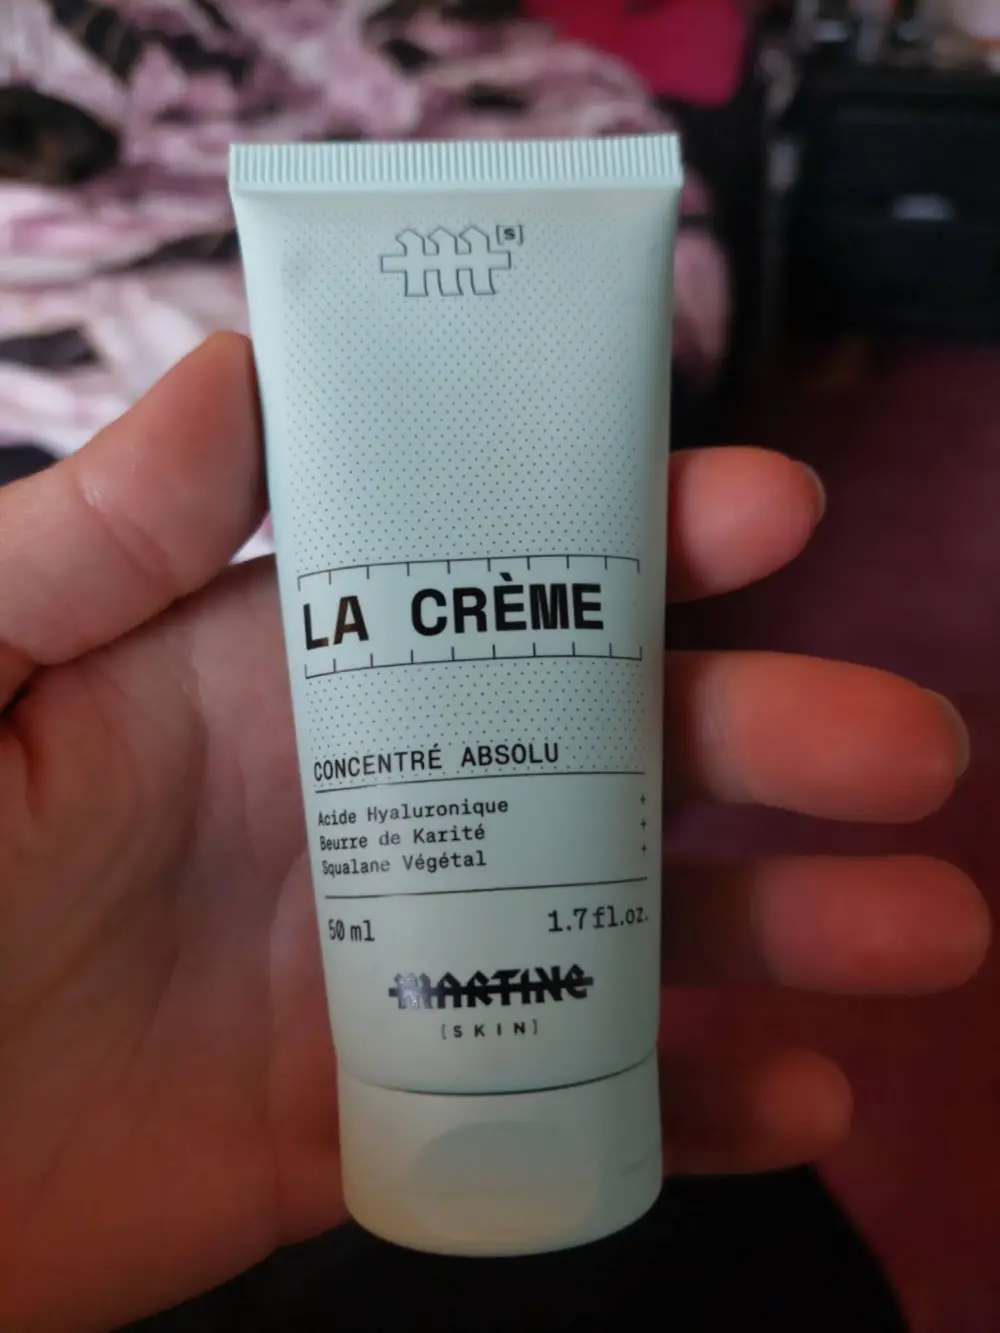 [s]
LA CRÈME
CONCENTRÉ ABSOLU
Acide Hyaluronique +
Beurre de Karité +
Squalane Végétal +
50 ml 1.7 fl.oz.
MARTINE
[SKIN]